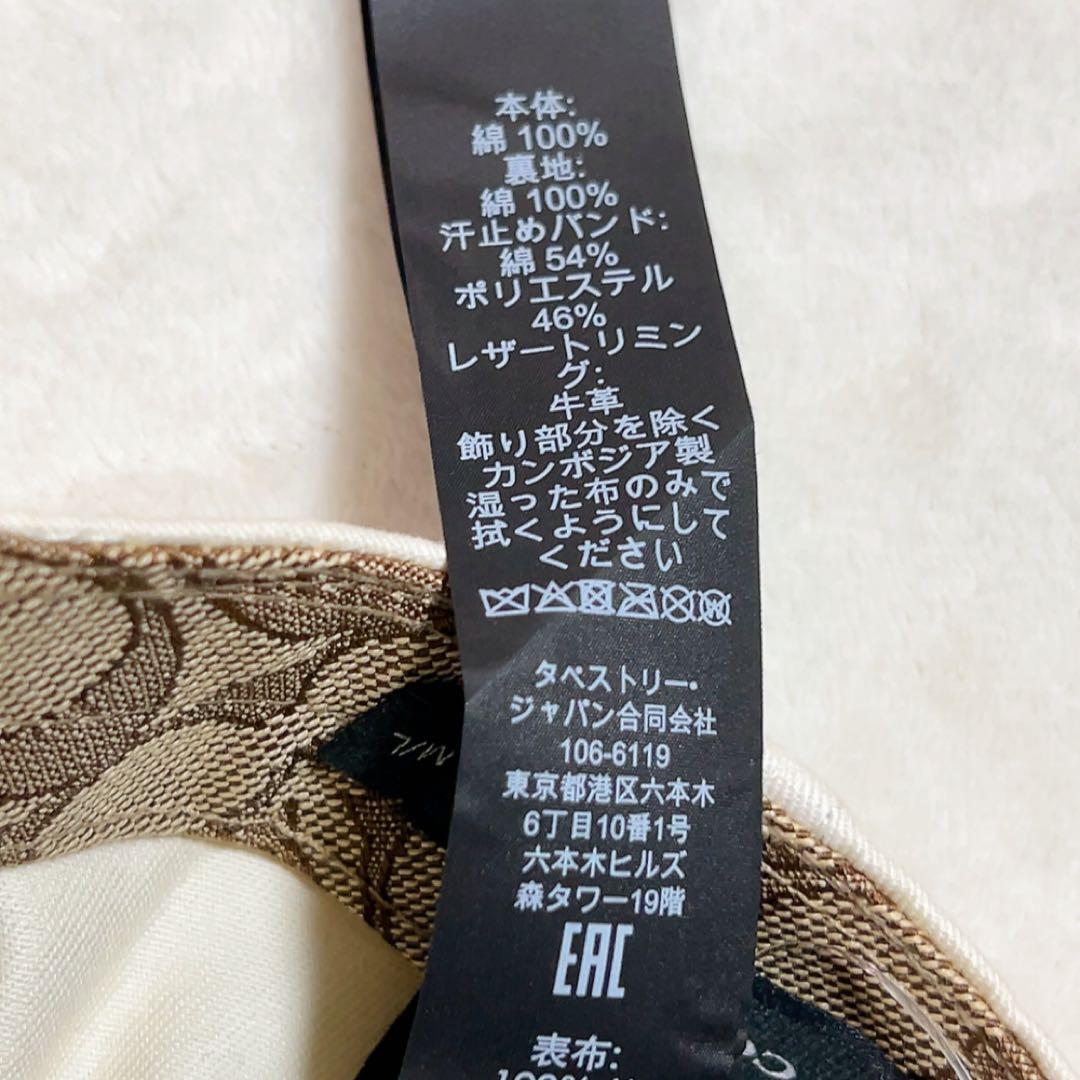 本体:
綿 100%
裏地:
綿 100%
汗止めバンド:
綿 54%
ポリエステル
46%
レザートリミン
グ:
牛革
飾り部分を除く
カンボジア製
湿った布のみで
拭くようにして
ください
タペストリー・
ジャパン合同会社
106-6119
東京都港区六本木
6丁目10番1号
六本木ヒルズ
森タワー19階
EAC
表布: